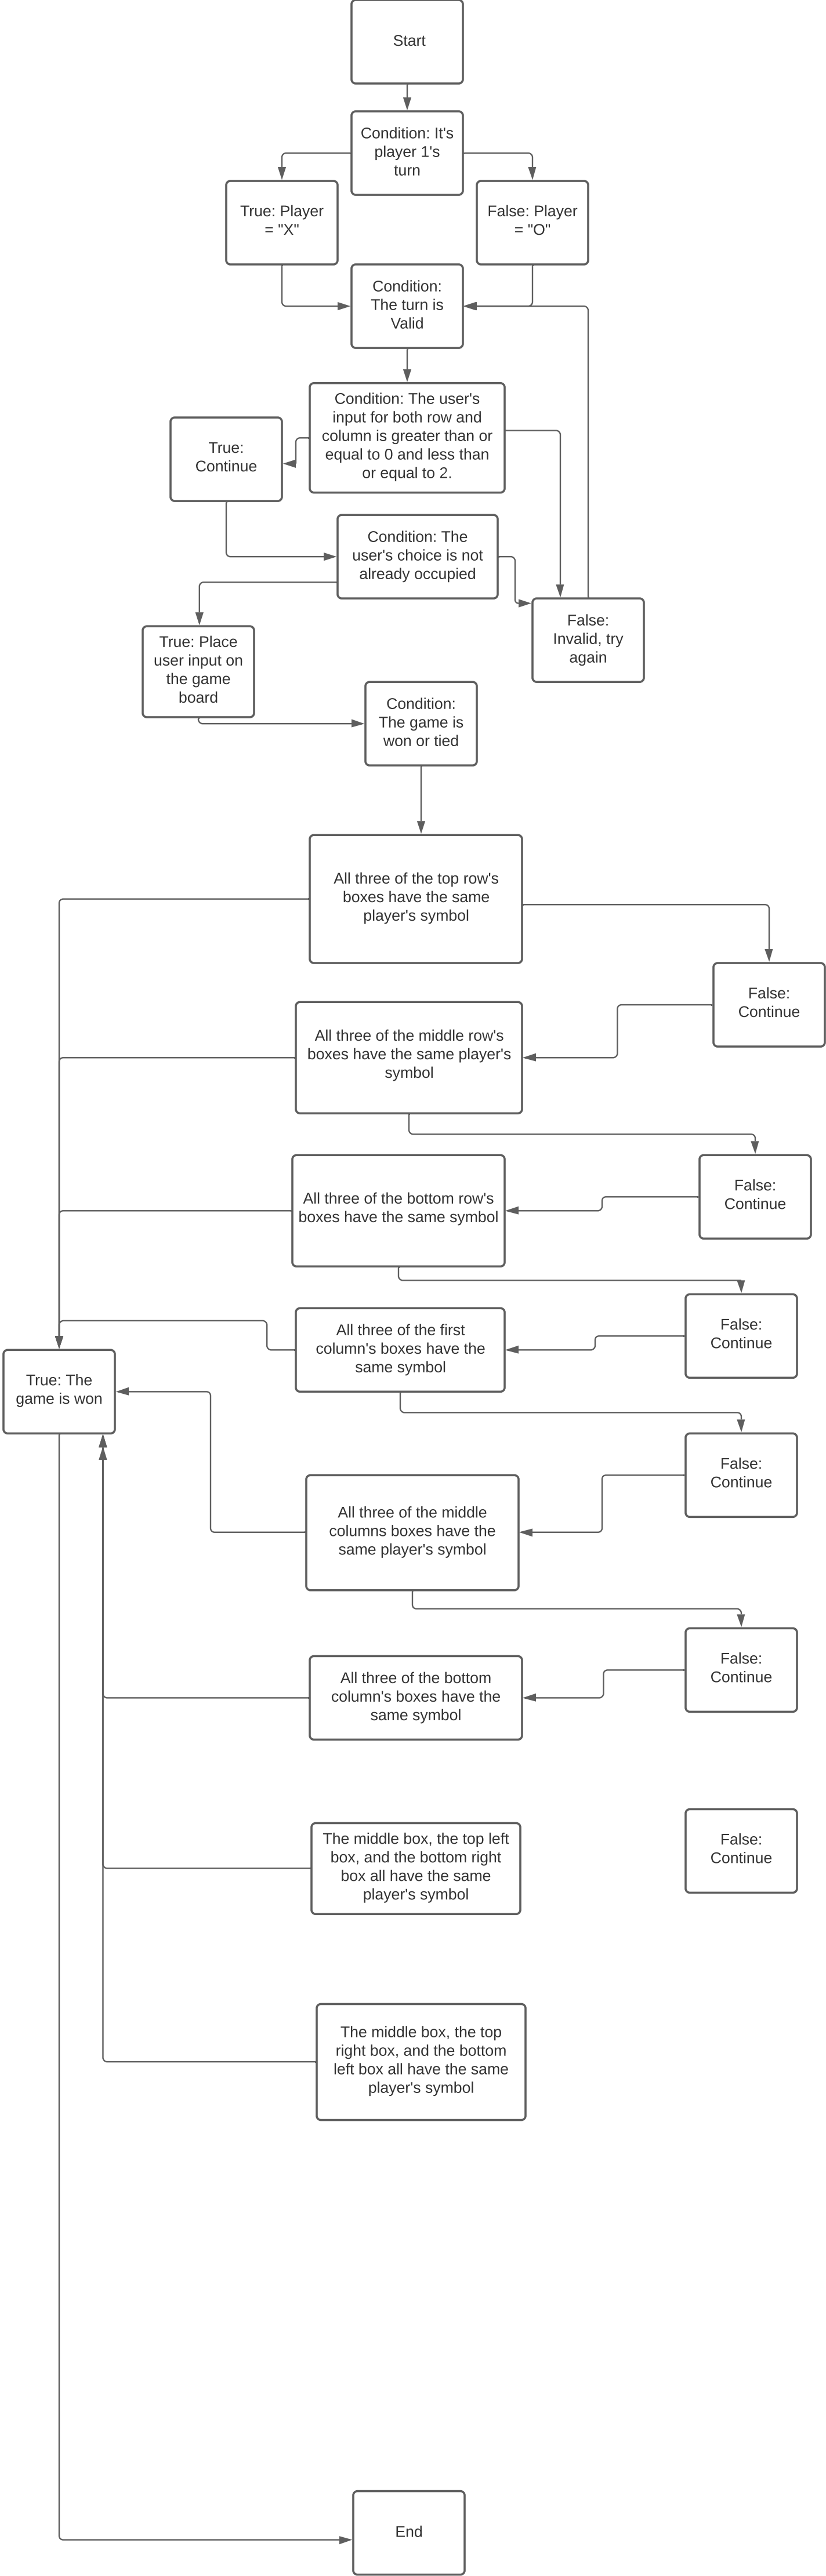 Start
Condition: It's
player 1's
turn
True: Player
= "X"
False: Player
= "O"
Condition:
The turn is
Valid
Condition: The user's
input for both row and
column is greater than or
equal to 0 and less than
or equal to 2.
True:
Continue
Condition: The
user's choice is not
already occupied
False:
Invalid, try
again
True: Place
user input on
the game
board
Condition:
The game is
won or tied
All three of the top row's
boxes have the same
player's symbol
False:
Continue
All three of the middle row's
boxes have the same player's
symbol
False:
Continue
All three of the bottom row's
boxes have the same symbol
False:
Continue
All three of the first
column's boxes have the
same symbol
True: The
game is won
False:
Continue
All three of the middle
columns boxes have the
same player's symbol
False:
Continue
All three of the bottom
column's boxes have the
same symbol
False:
Continue
The middle box, the top left
box, and the bottom right
box all have the same
player's symbol
The middle box, the top
right box, and the bottom
left box all have the same
player's symbol
End